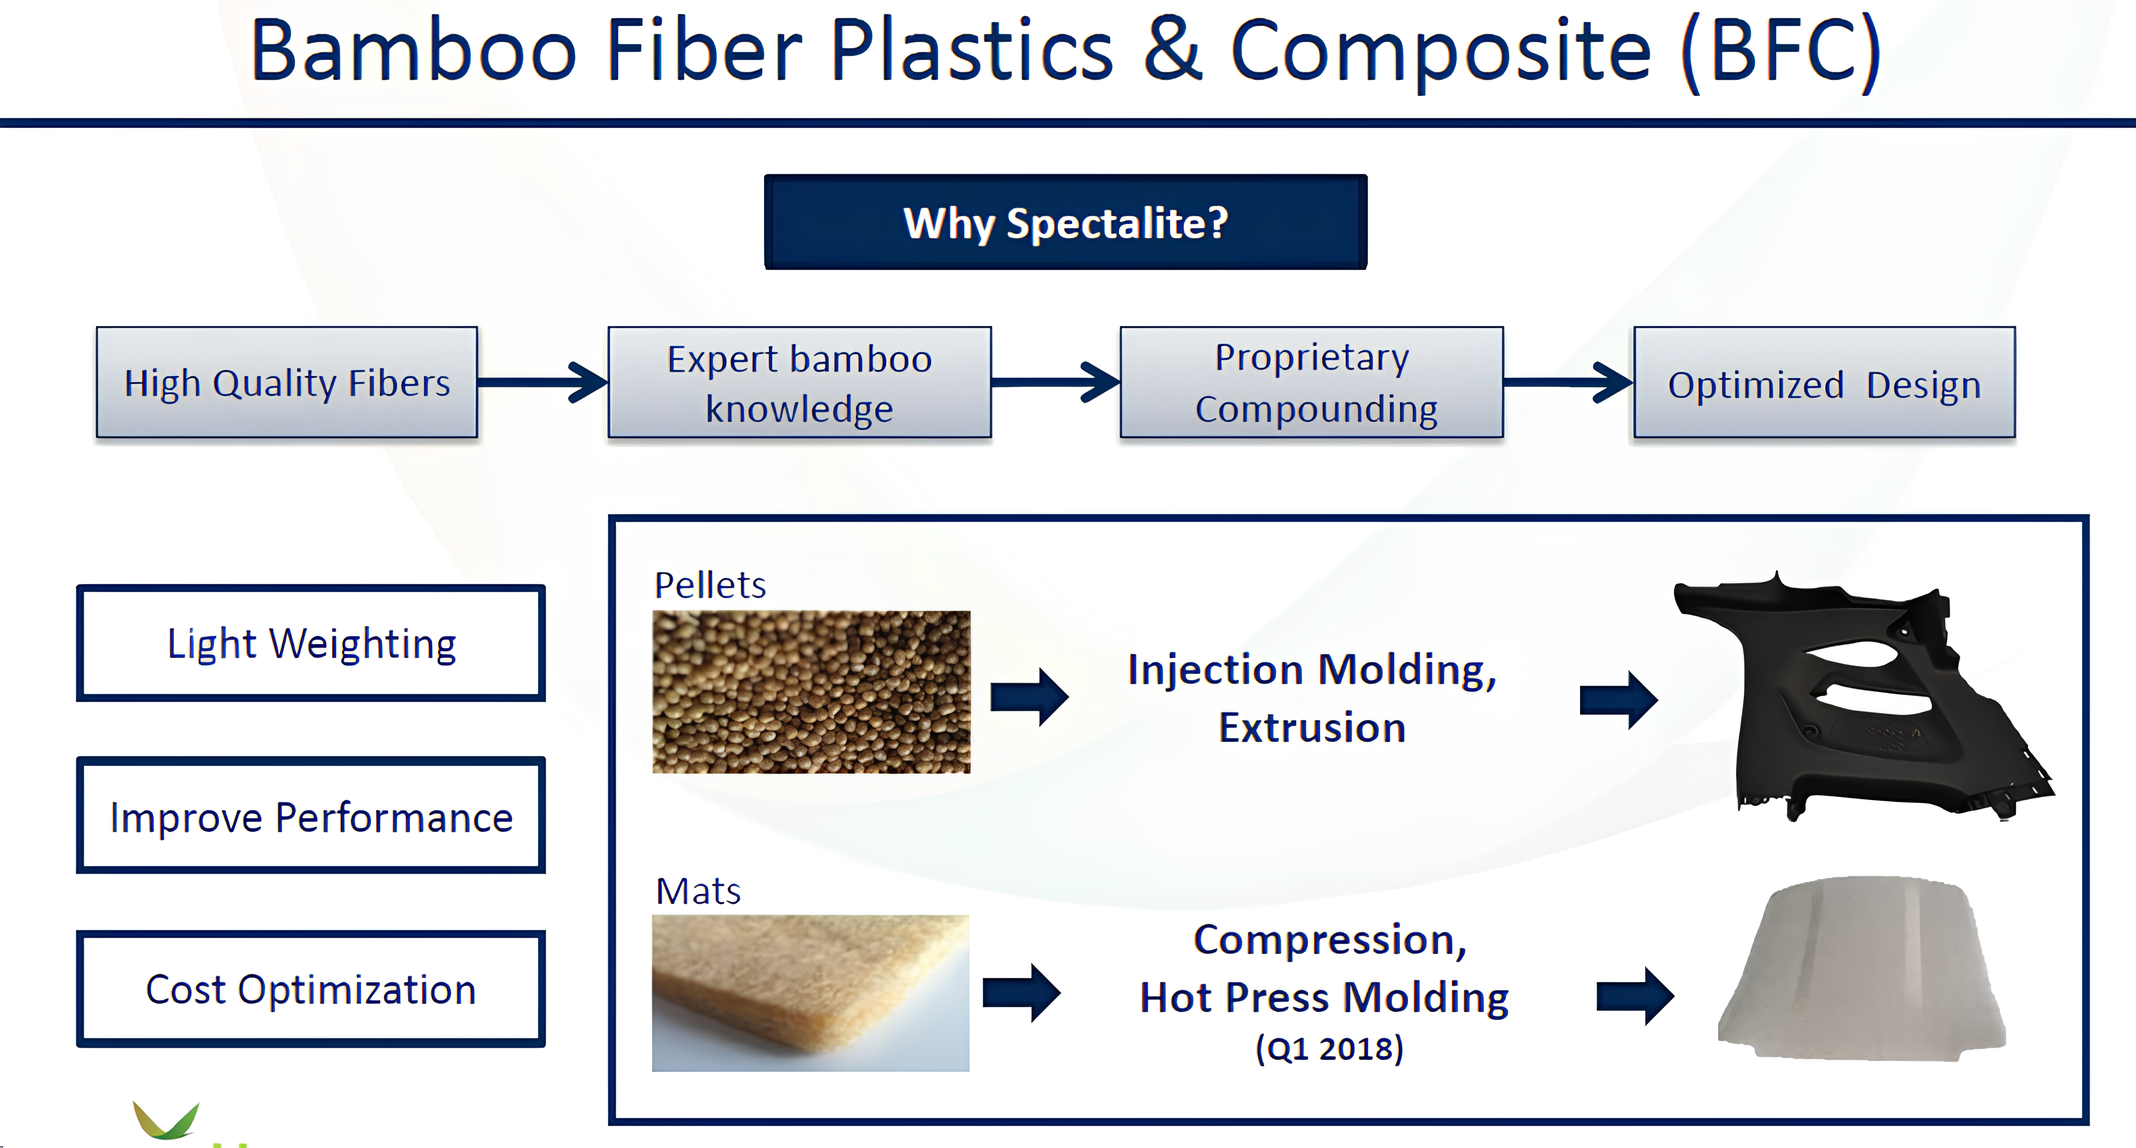 Bamboo Fiber Plastics & Composite (BFC)
Why Spectalite?
High Quality Fibers
Expert bamboo
knowledge
Proprietary
Compounding
Optimized Design
Light Weighting
Improve Performance
Cost Optimization
Pellets
Injection Molding,
Extrusion
Mats
Compression,
Hot Press Molding
(Q1 2018)